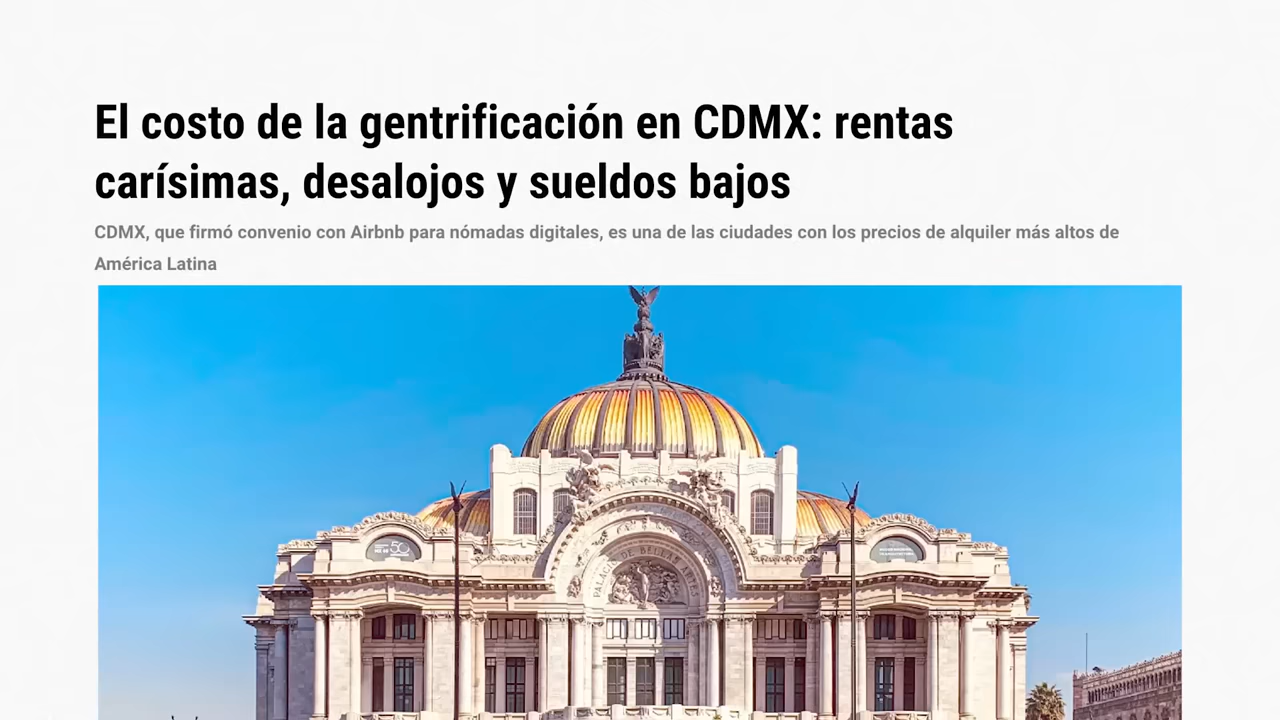 El costo de la gentrificación en CDMX: rentas
carísimas, desalojos y sueldos bajos
CDMX, que firmó convenio con Airbnb para nómadas digitales, es una de las ciudades con los precios de alquiler más altos de
América Latina
50
PALACIO DE BELLAS ARTES